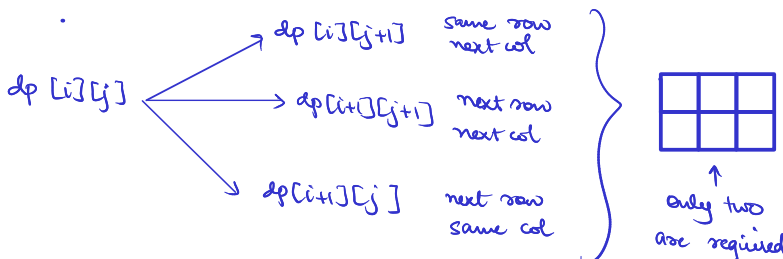 dp [i][j]
dp [i][j+1] same row
next col
dp[i+1][j+1] next row
next col
dp[i+1][j] next row
same col
only two
are required